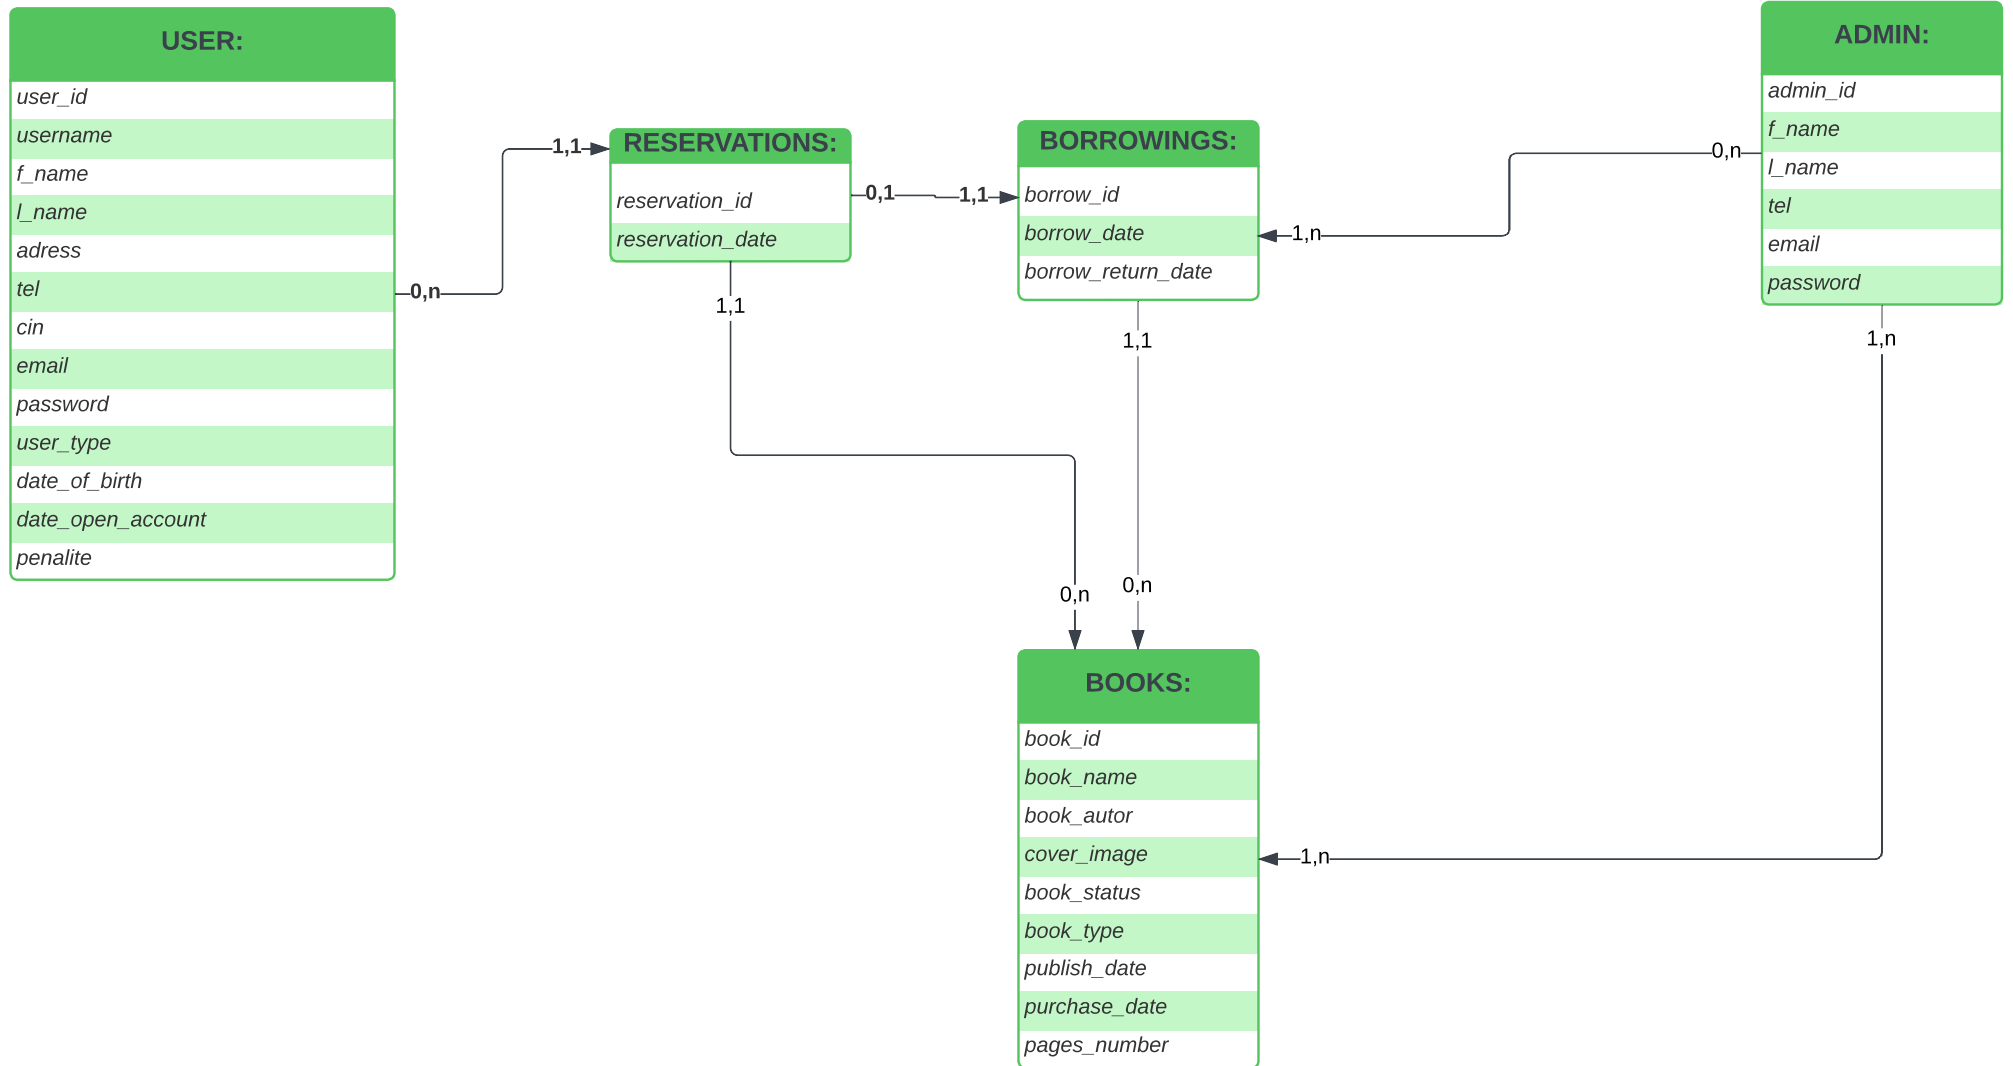 USER:
user_id
username
f_name
l_name
adress
tel
cin
email
password
user_type
date_of_birth
date_open_account
penalite
0,n
1,1
RESERVATIONS:
reservation_id
reservation_date
0,1
1,1
1,1
0,n
BORROWINGS:
borrow_id
borrow_date
borrow_return_date
1,1
0,n
1,n
0,n
ADMIN:
admin_id
f_name
l_name
tel
email
password
1,n
1,n
BOOKS:
book_id
book_name
book_autor
cover_image
book_status
book_type
publish_date
purchase_date
pages_number